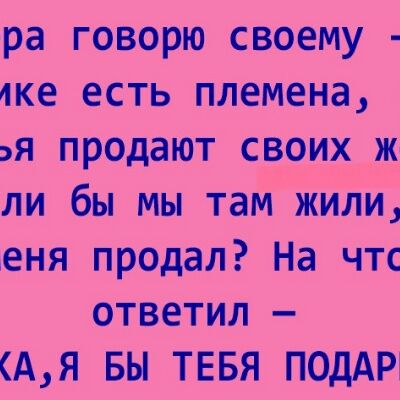 ра говорю своему –
ике есть племена,
ья продают своих ж
ли бы мы там жили,
еня продал? На что
ответил –
ХА,Я БЫ ТЕБЯ ПОДАР